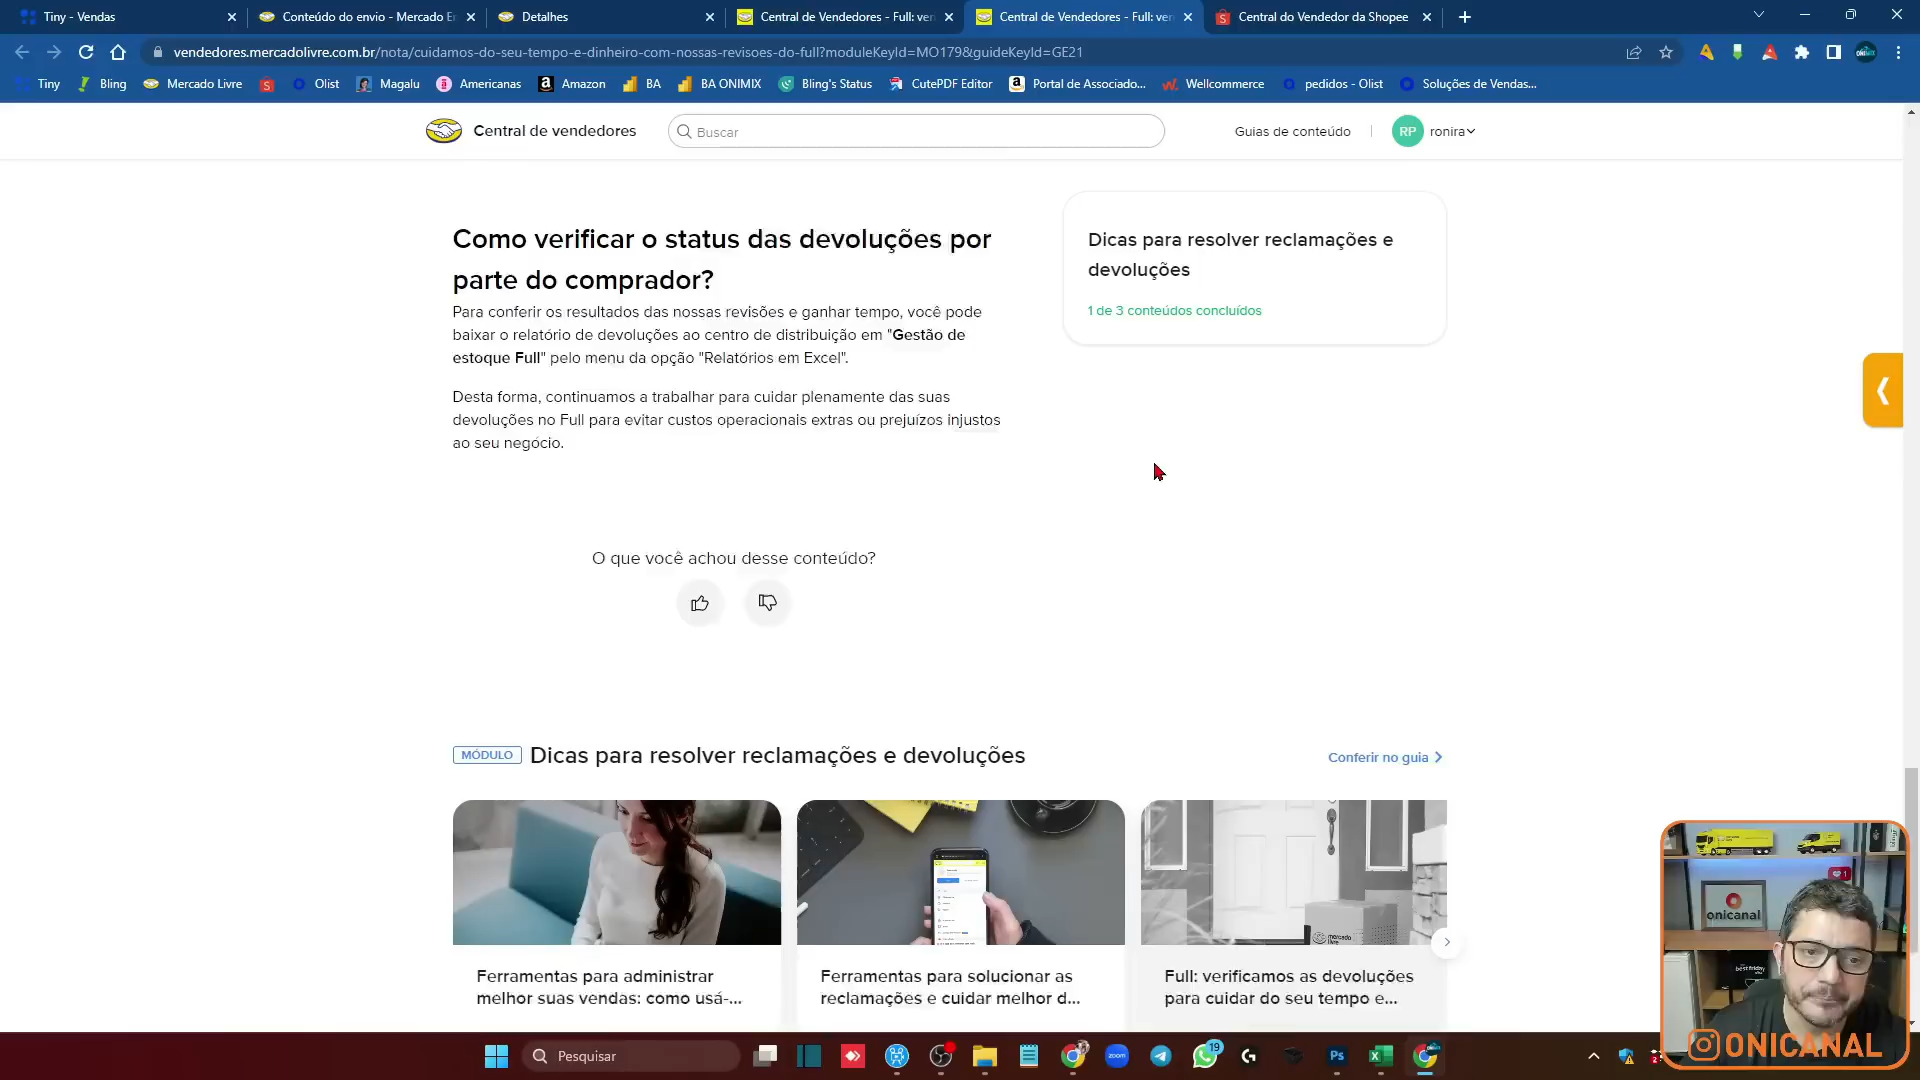 Tiny - Vendas
Conteúdo do envio - Mercado En
Detalhes
Central de Vendedores - Full: ven
Central de Vendedores - Full: ven
Central do Vendedor da Shopee
vendedores.mercadolivre.com.br/nota/cuidamos-do-seu-tempo-e-dinheiro-com-nossas-revisoes-do-full?moduleKeyId=MO179&guideKeyId=GE21
Tiny
Bling
Mercado Livre
Olist
Magalu
Americanas
Amazon
BA
BA ONIMIX
Bling's Status
CutePDF Editor
Portal de Associado...
Wellcommerce
pedidos - Olist
Soluções de Vendas...
Central de vendedores
Buscar
Guias de conteúdo
RP
ronira
Como verificar o status das devoluções por
parte do comprador?
Para conferir os resultados das nossas revisões e ganhar tempo, você pode
baixar o relatório de devoluções ao centro de distribuição em "Gestão de
estoque Full" pelo menu da opção "Relatórios em Excel".
Desta forma, continuamos a trabalhar para cuidar plenamente das suas
devoluções no Full para evitar custos operacionais extras ou prejuízos injustos
ao seu negócio.
Dicas para resolver reclamações e
devoluções
1 de 3 conteúdos concluídos
O que você achou desse conteúdo?
MÓDULO
Dicas para resolver reclamações e devoluções
Conferir no guia
Ferramentas para administrar
melhor suas vendas: como usá-...
Ferramentas para solucionar as
reclamações e cuidar melhor d...
Full: verificamos as devoluções
para cuidar do seu tempo e...
onicanal
ONICANAL
Pesquisar
zoom
19
Ps